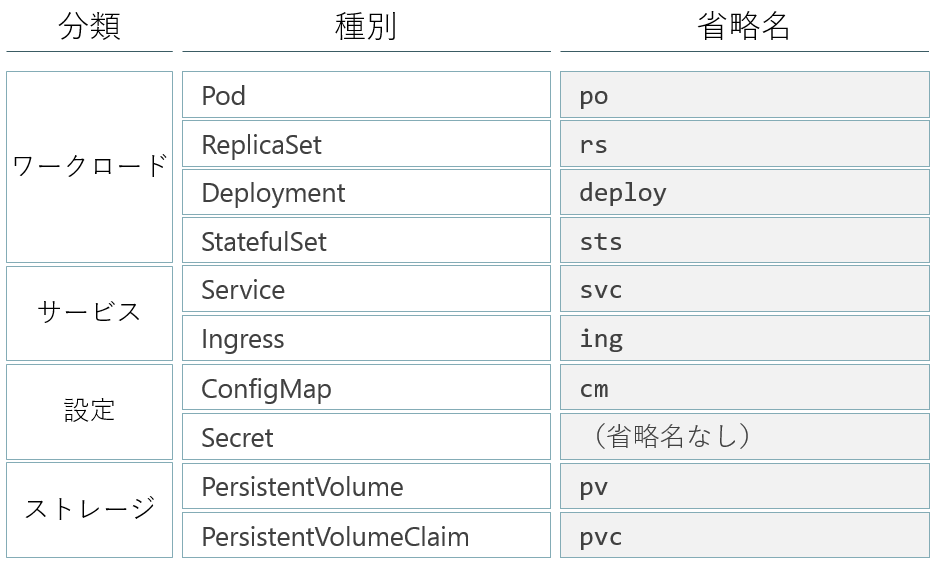 分類 種別 省略名
ワークロード Pod po
ReplicaSet rs
Deployment deploy
StatefulSet sts
サービス Service svc
Ingress ing
設定 ConfigMap cm
Secret （省略名なし）
ストレージ PersistentVolume pv
PersistentVolumeClaim pvc